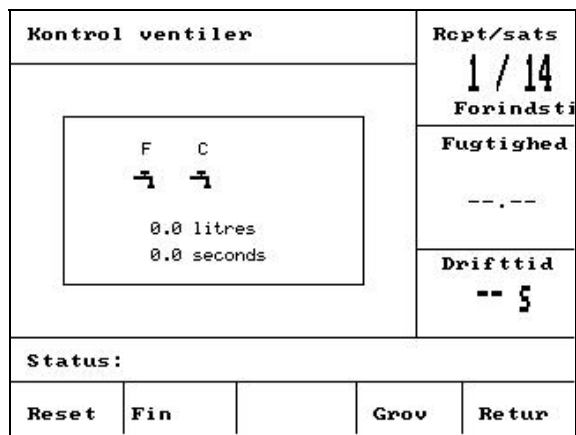 Kontrol ventiler
Rcpt/sats
1 / 14
Forindsti
F C
0.0 litres
0.0 seconds
Fugtighed
--.--
Drifttid
-- s
Status:
Reset Fin Grov Retur